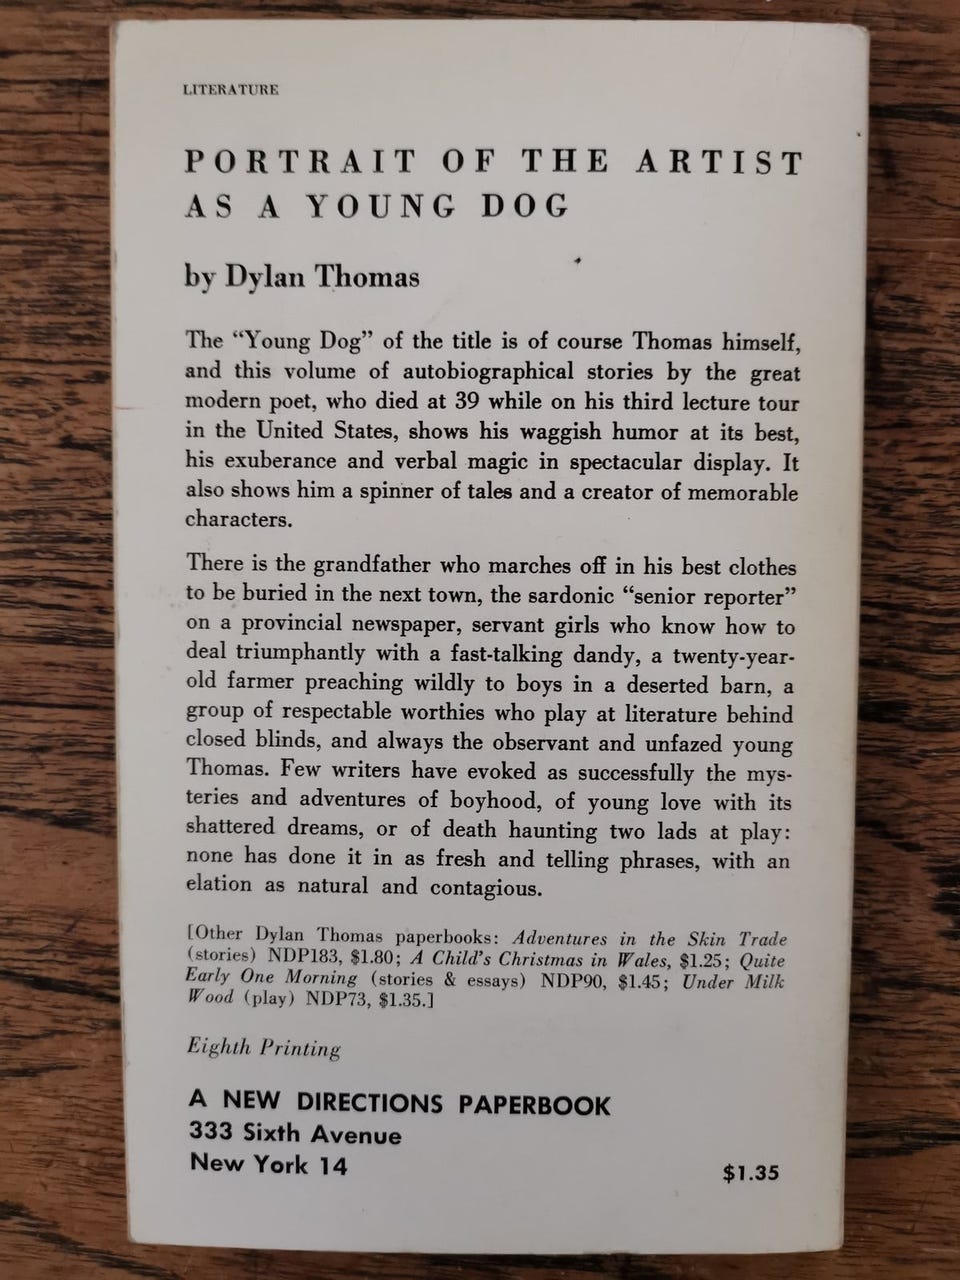 LITERATURE
PORTRAIT OF THE ARTIST
AS A YOUNG DOG
by Dylan Thomas
The “Young Dog” of the title is of course Thomas himself,
and this volume of autobiographical stories by the great
modern poet, who died at 39 while on his third lecture tour
in the United States, shows his waggish humor at its best,
his exuberance and verbal magic in spectacular display. It
also shows him a spinner of tales and a creator of memorable
characters.
There is the grandfather who marches off in his best clothes
to be buried in the next town, the sardonic “senior reporter”
on a provincial newspaper, servant girls who know how to
deal triumphantly with a fast-talking dandy, a twenty-year-
old farmer preaching wildly to boys in a deserted barn, a
group of respectable worthies who play at literature behind
closed blinds, and always the observant and unfazed young
Thomas. Few writers have evoked as successfully the mys-
teries and adventures of boyhood, of young love with its
shattered dreams, or of death haunting two lads at play:
none has done it in as fresh and telling phrases, with an
elation as natural and contagious.
[Other Dylan Thomas paperbooks: Adventures in the Skin Trade
(stories) NDP183, $1.80; A Child’s Christmas in Wales, $1.25; Quite
Early One Morning (stories & essays) NDP90, $1.45; Under Milk
Wood (play) NDP73, $1.35.]
Eighth Printing
A NEW DIRECTIONS PAPERBOOK
333 Sixth Avenue
New York 14
$1.35